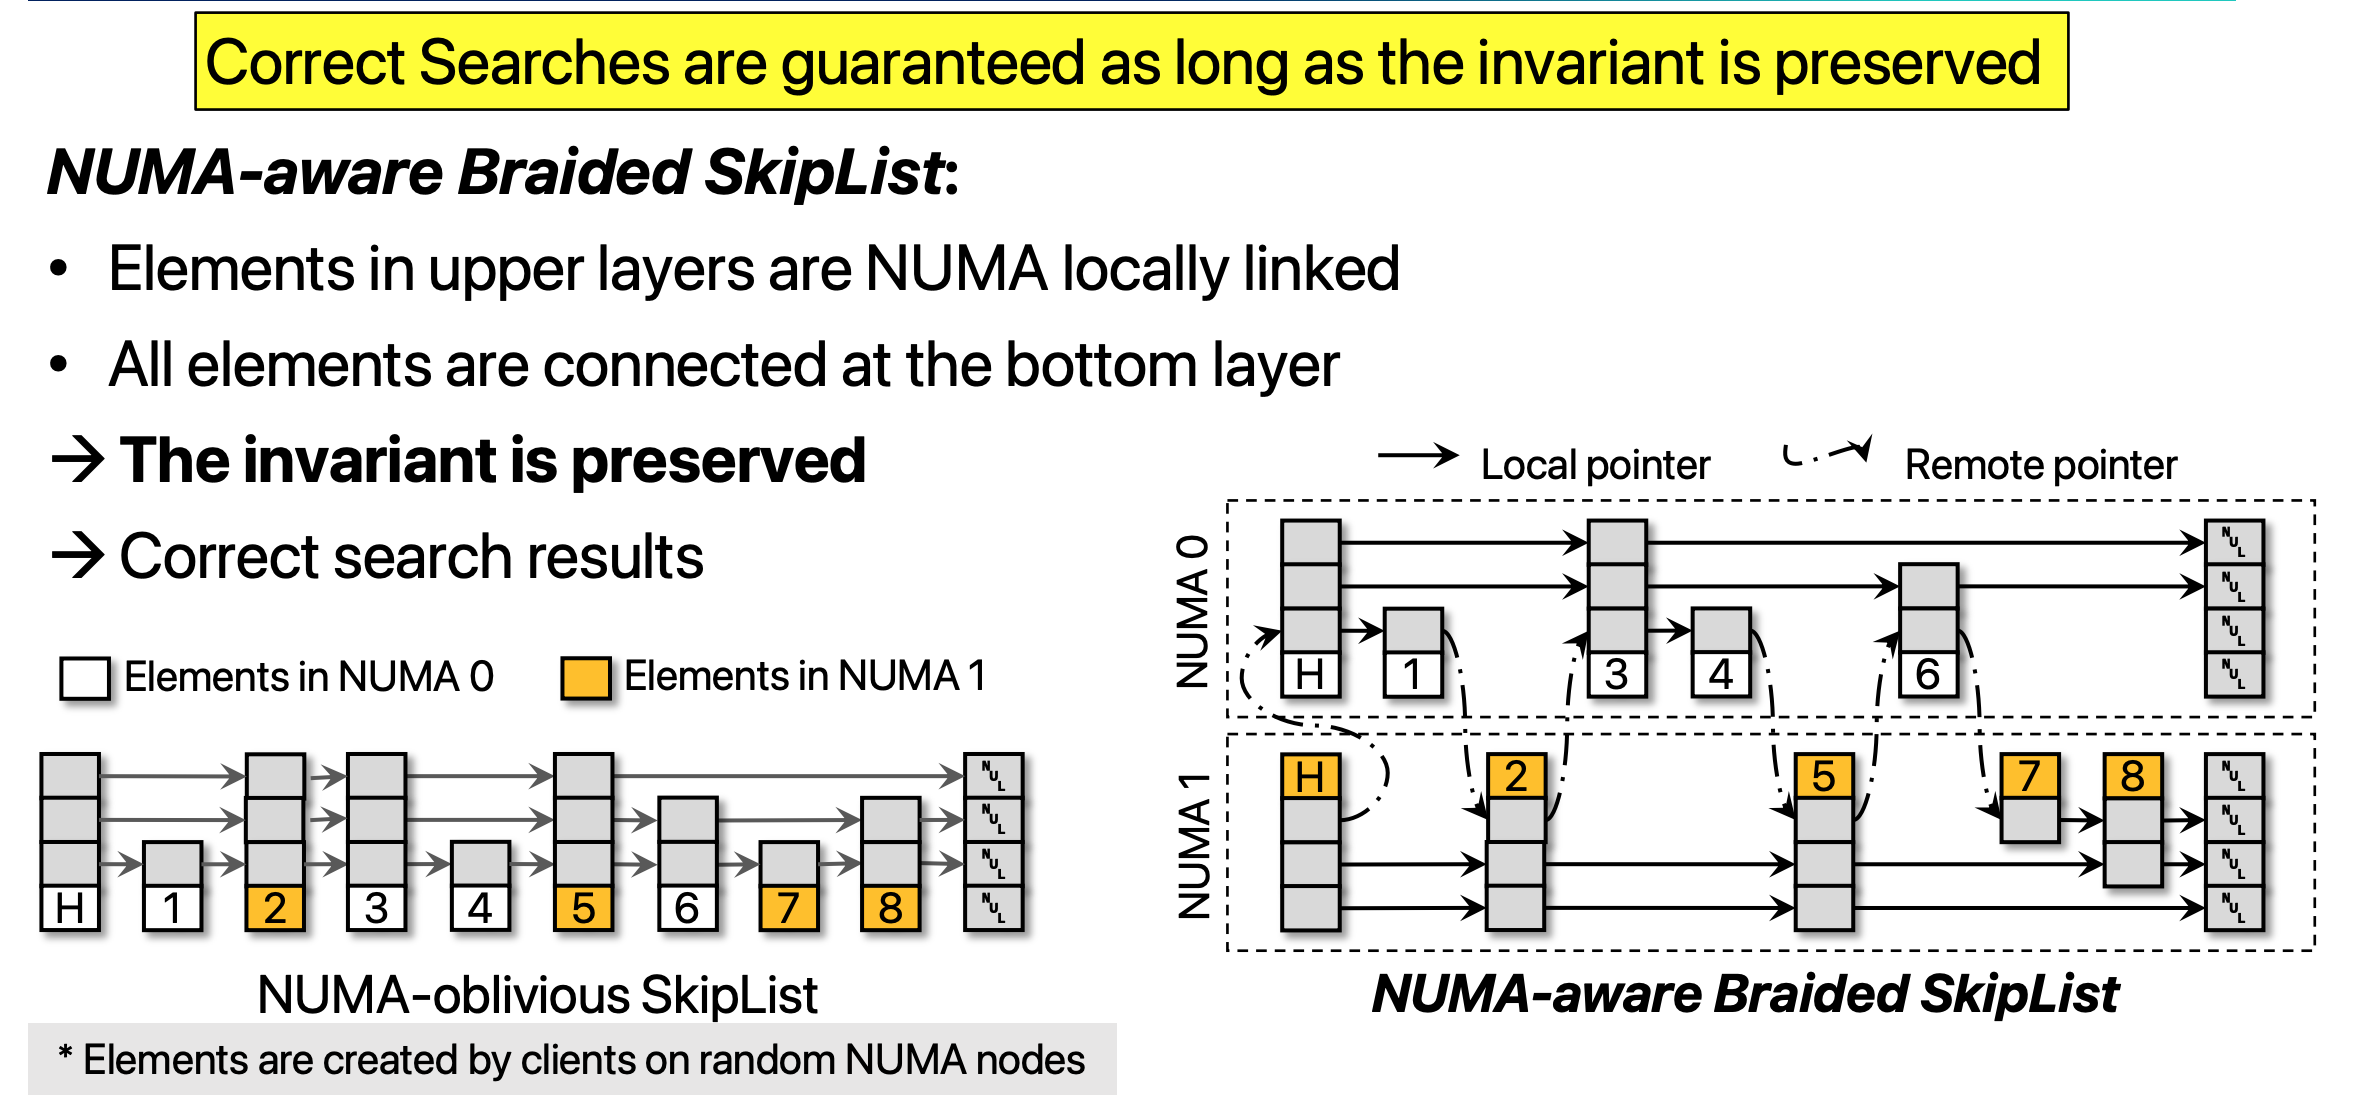 Correct Searches are guaranteed as long as the invariant is preserved
NUMA-aware Braided SkipList:
• Elements in upper layers are NUMA locally linked
• All elements are connected at the bottom layer
→ The invariant is preserved
→ Correct search results
Elements in NUMA 0
Elements in NUMA 1
NUL
NUL
NUL
H 1 2 3 4 5 6 7 8 NUL
NUMA-oblivious SkipList
* Elements are created by clients on random NUMA nodes
Local pointer
Remote pointer
NUMA 0
NUL
NUL
NUL
H 1 3 4 6 NUL
NUMA 1
H 2 5 7 8 NUL
NUL
NUL
NUL
NUMA-aware Braided SkipList